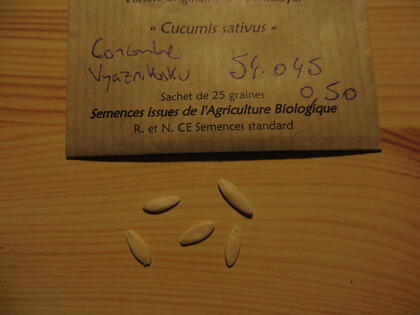 « Cucumis sativus »
Concombre
Vyaznikosku 54.045
Sachet de 25 graines 0,50
Semences issues de l'Agriculture Biologique
R. et N. CE Semences standard